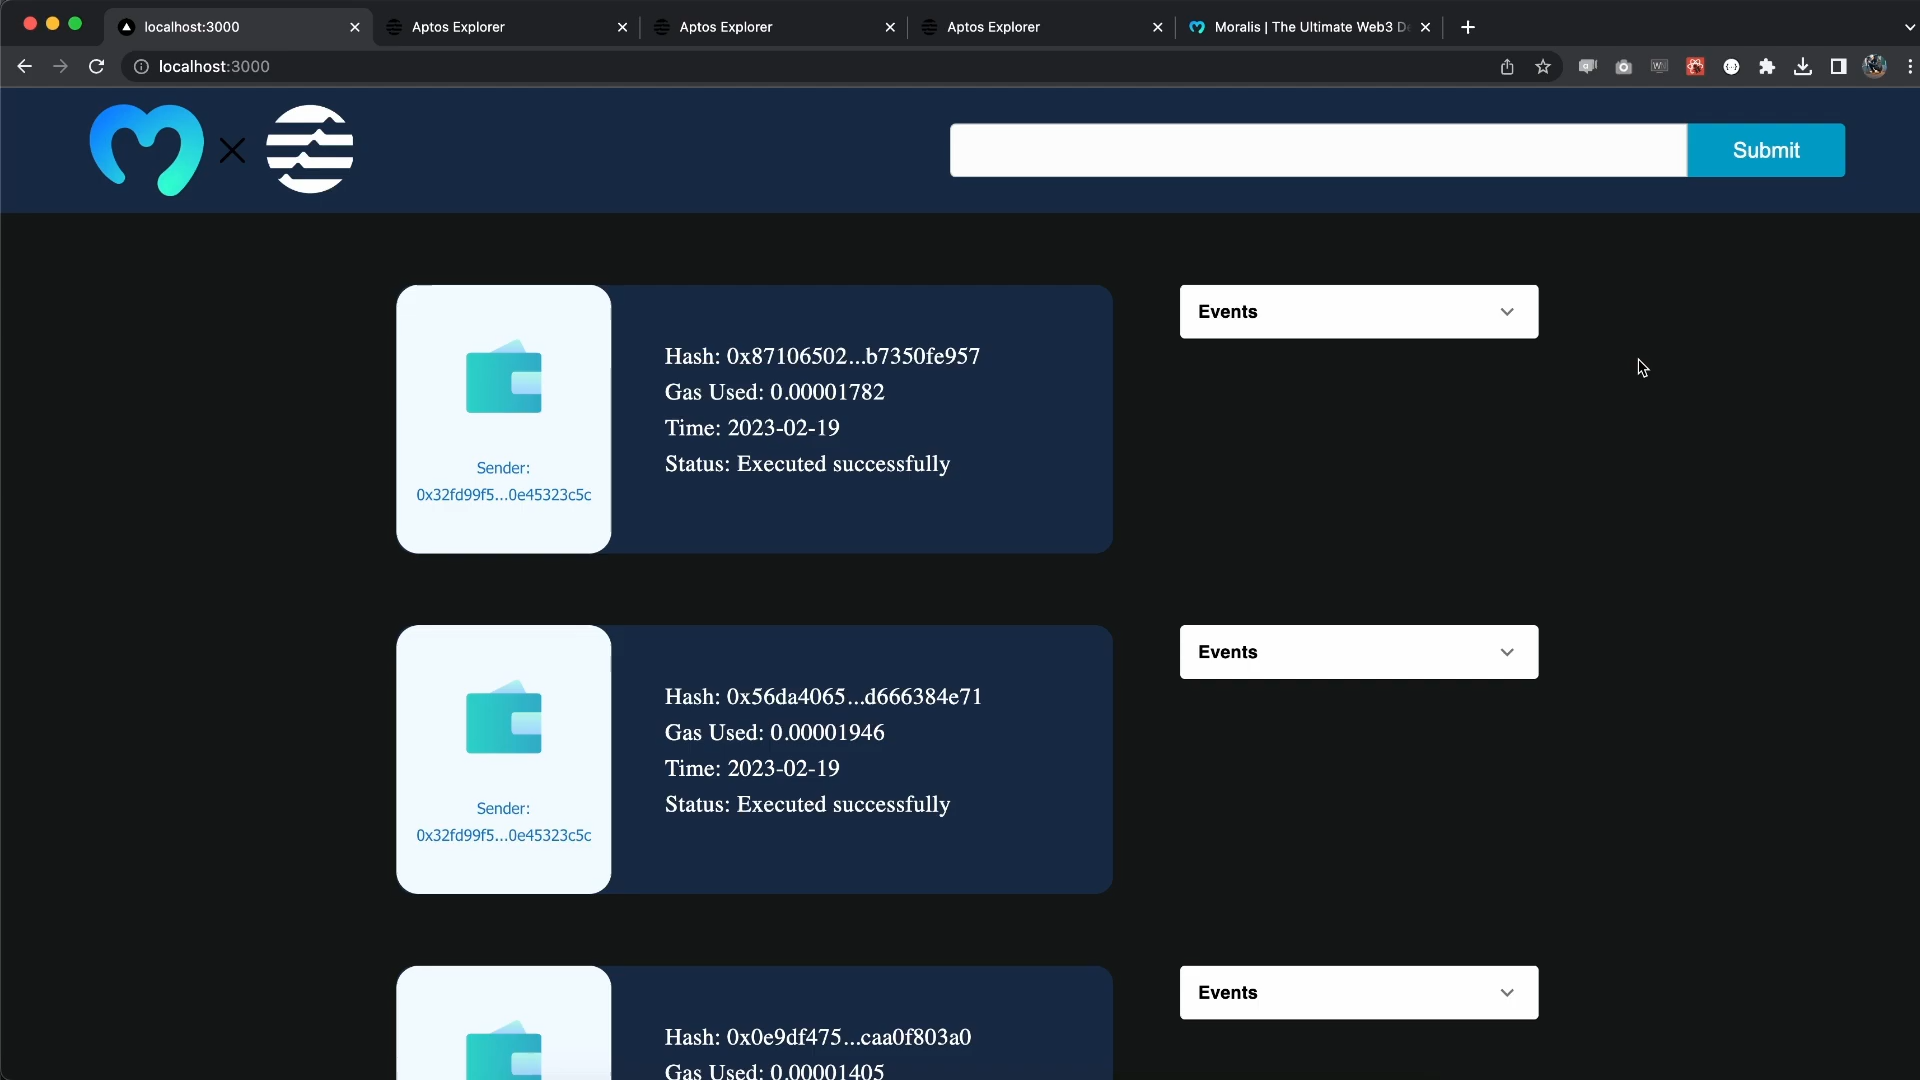 localhost:3000
Aptos Explorer
Aptos Explorer
Aptos Explorer
Moralis | The Ultimate Web3 D
localhost:3000
Submit
Events
Hash: 0x87106502...b7350fe957
Gas Used: 0.00001782
Time: 2023-02-19
Status: Executed successfully
Sender:
0x32fd99f5...0e45323c5c
Events
Hash: 0x56da4065...d666384e71
Gas Used: 0.00001946
Time: 2023-02-19
Status: Executed successfully
Sender:
0x32fd99f5...0e45323c5c
Events
Hash: 0x0e9df475...caa0f803a0
Gas Used: 0.00001405